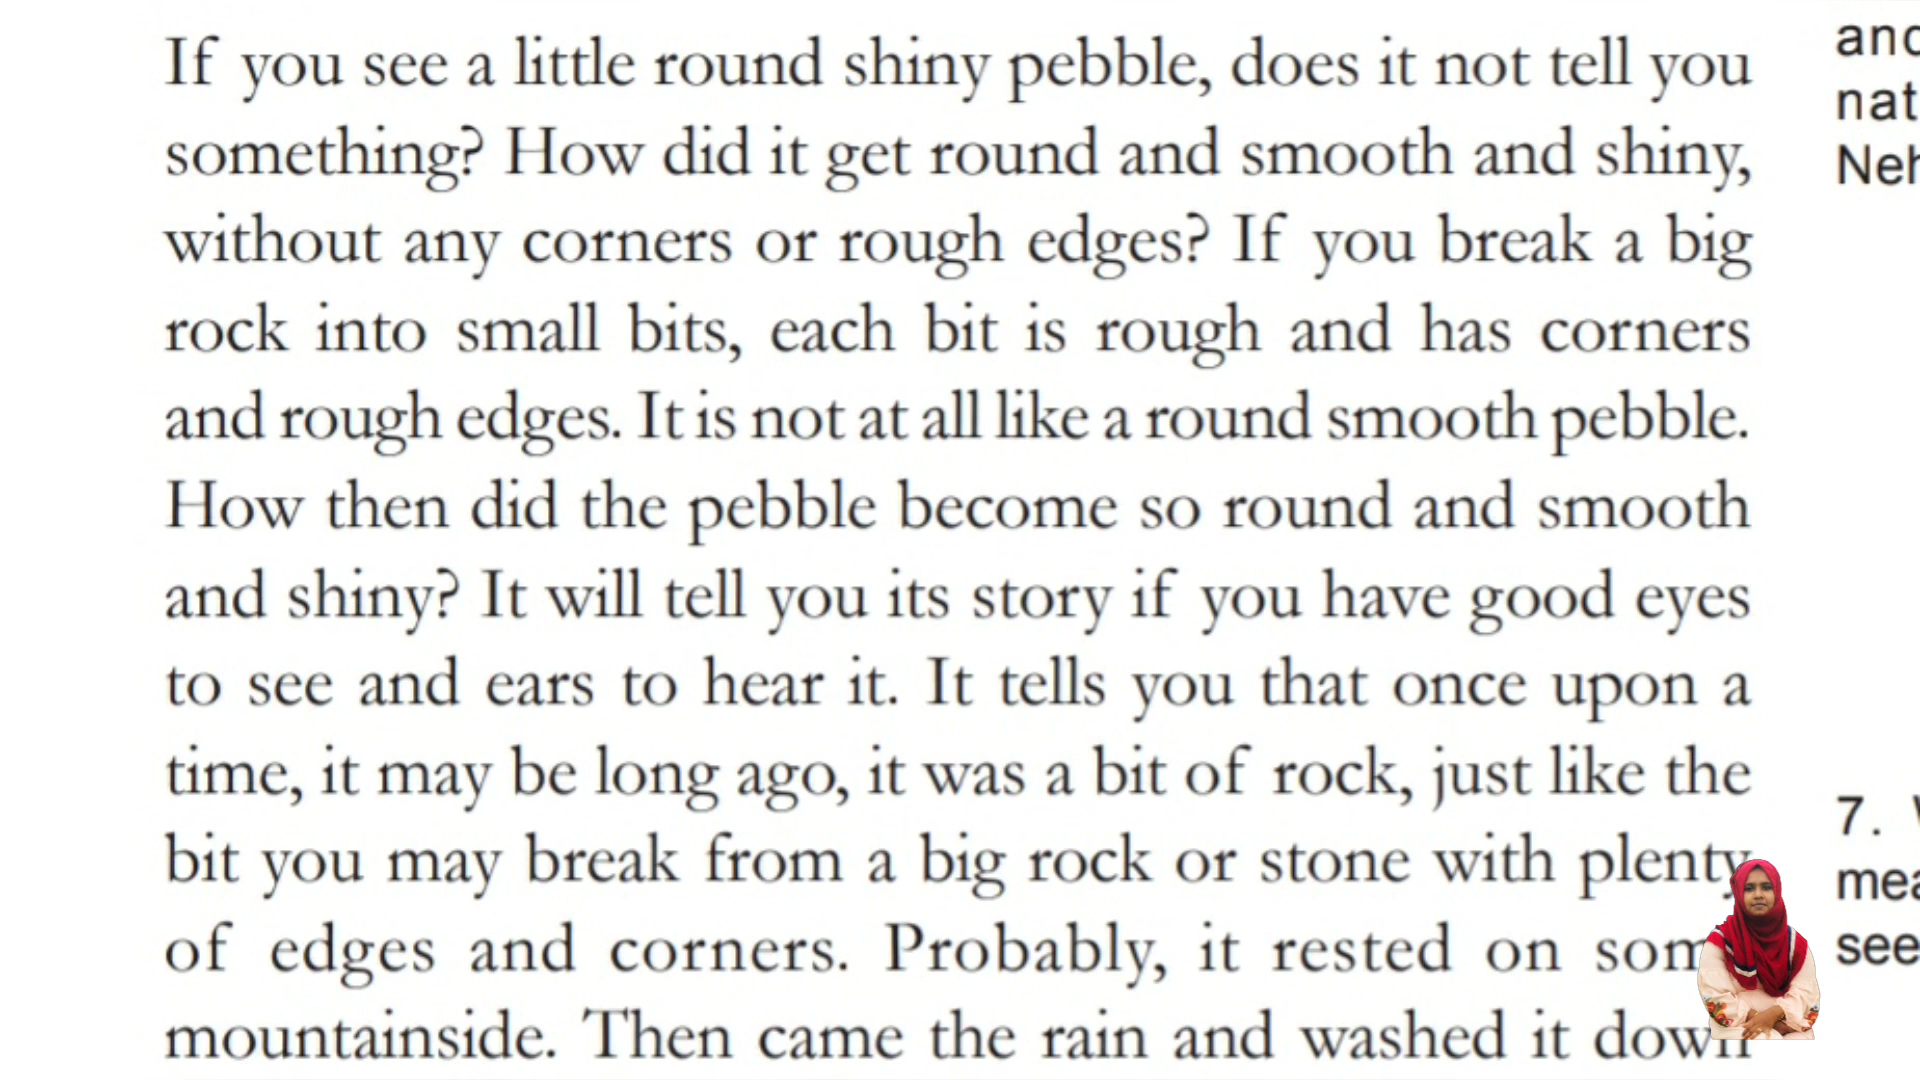 If you see a little round shiny pebble, does it not tell you
something? How did it get round and smooth and shiny,
without any corners or rough edges? If you break a big
rock into small bits, each bit is rough and has corners
and rough edges. It is not at all like a round smooth pebble.
How then did the pebble become so round and smooth
and shiny? It will tell you its story if you have good eyes
to see and ears to hear it. It tells you that once upon a
time, it may be long ago, it was a bit of rock, just like the
bit you may break from a big rock or stone with plenty
of edges and corners. Probably, it rested on
mountainside. Then came the rain and washed it down
7.